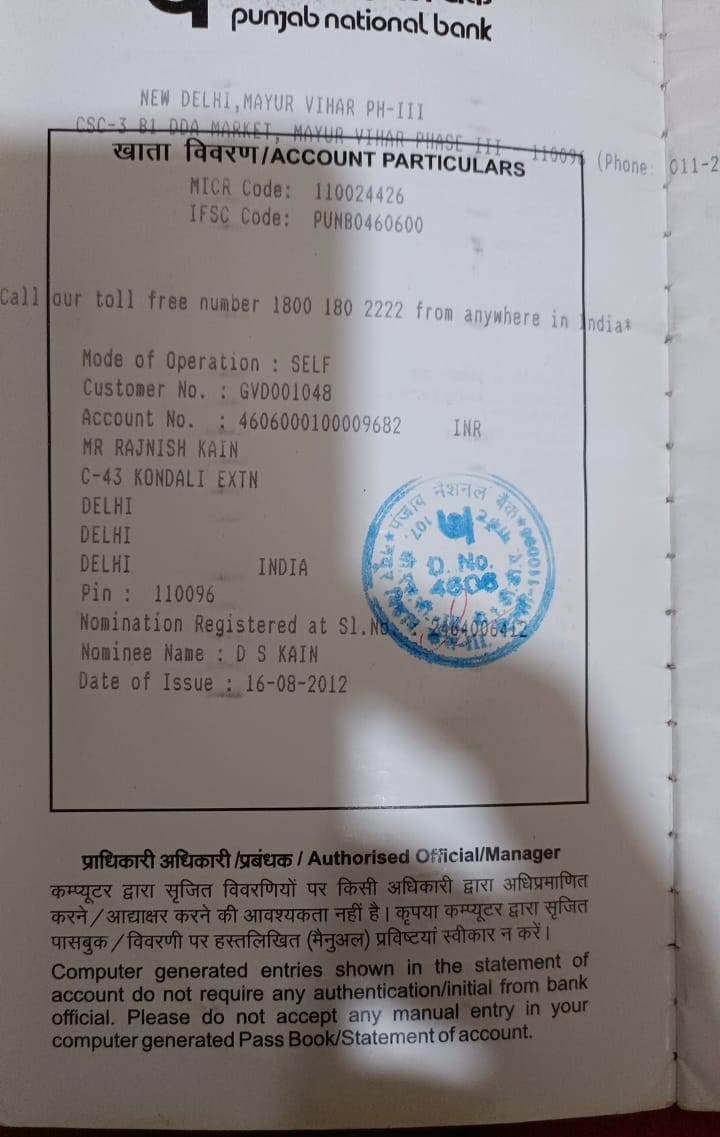 punjab national bank
NEW DELHI,MAYUR VIHAR PH-III
CSC-3 B1 DDA MARKET, MAYUR VIHAR PHASE III - 110096 (Phone: 011-2
खाता विवरण/ACCOUNT PARTICULARS
MICR Code: 110024426
IFSC Code: PUNB0460600
Call our toll free number 1800 180 2222 from anywhere in India*
Mode of Operation : SELF
Customer No. : GVD001048
Account No. : 4606000100009682 INR
MR RAJNISH KAIN
C-43 KONDALI EXTN
DELHI
DELHI
DELHI INDIA
Pin : 110096
Nomination Registered at Sl.No. : 2964006412
Nominee Name : D S KAIN
Date of Issue : 16-08-2012
पंजाब नैशनल बैंक
D. No.
4606
प्राधिकारी अधिकारी /प्रबंधक / Authorised Official/Manager
कम्प्यूटर द्वारा सृजित विवरणियों पर किसी अधिकारी द्वारा अधिप्रमाणित
करने / आद्याक्षर करने की आवश्यकता नहीं है। कृपया कम्प्यूटर द्वारा सृजित
पासबुक / विवरणी पर हस्तलिखित (मैनुअल) प्रविष्टयां स्वीकार न करें।
Computer generated entries shown in the statement of
account do not require any authentication/initial from bank
official. Please do not accept any manual entry in your
computer generated Pass Book/Statement of account.